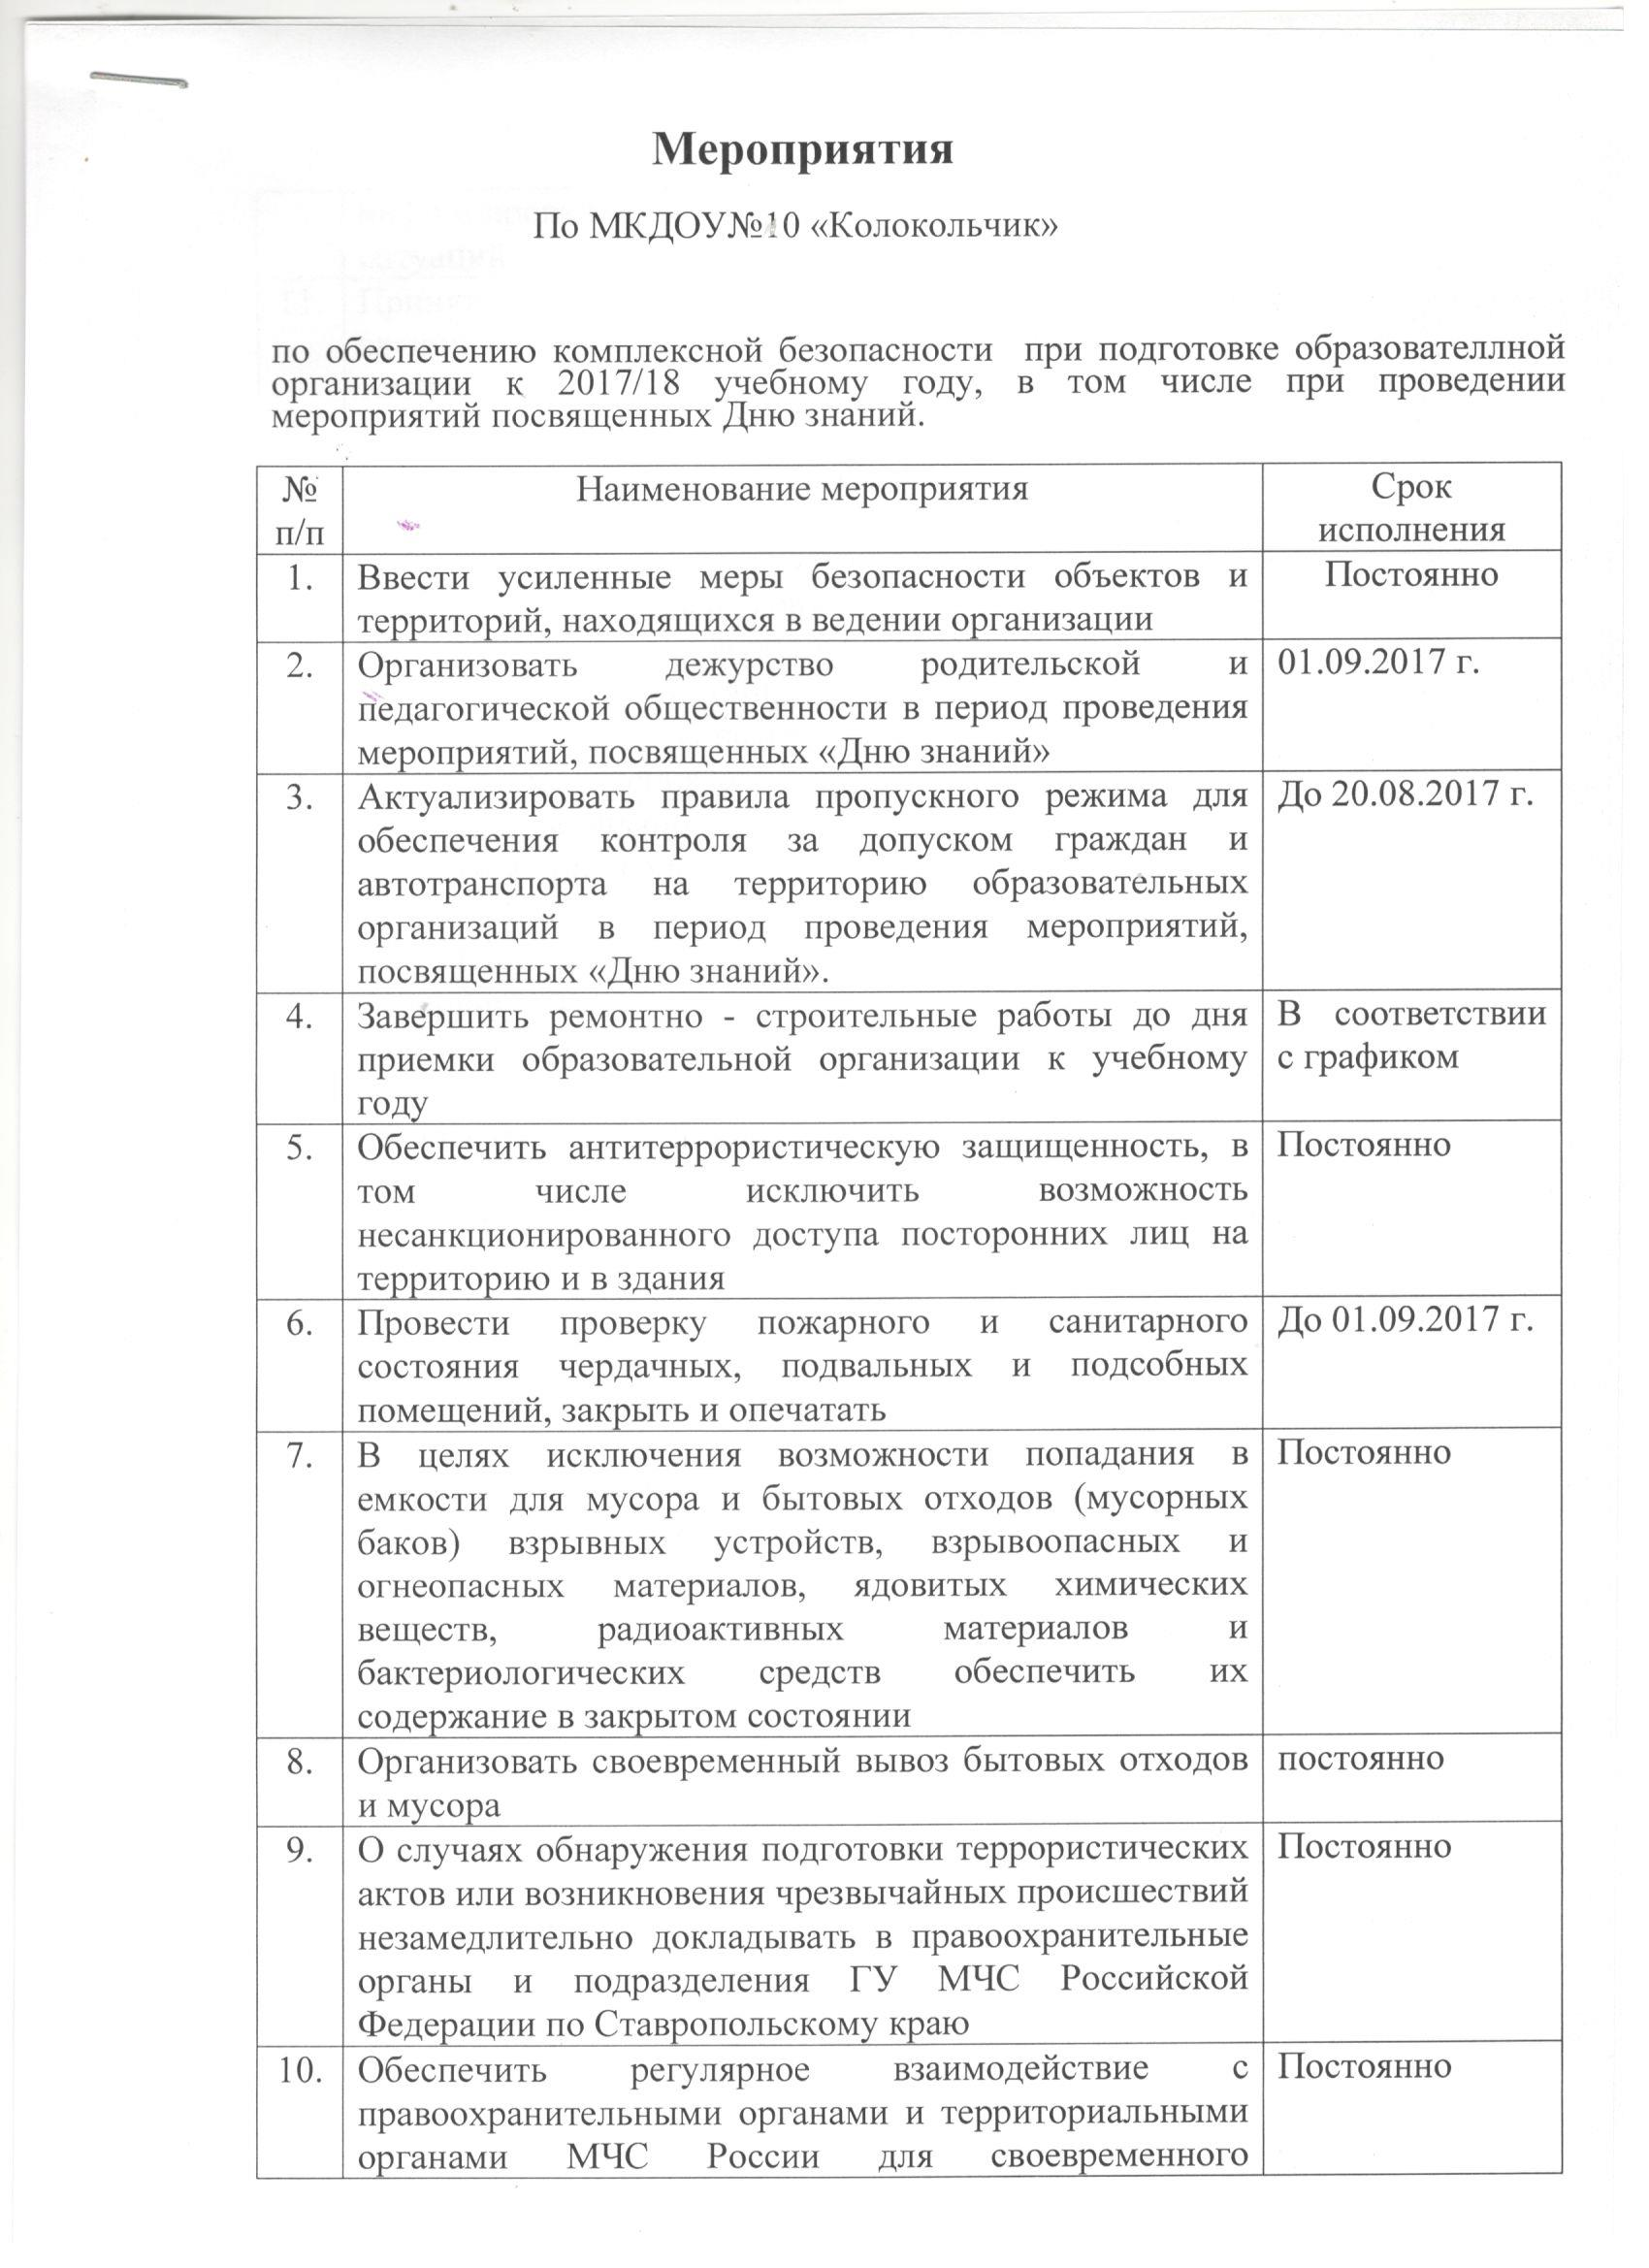 Мероприятия
По МКДОУ№10 «Колокольчик»
по обеспечению комплексной безопасности при подготовке образователлной
организации к 2017/18 учебному году, в том числе при проведении
мероприятий посвященных Дню знаний.
№ Наименование мероприятия Срок
п/п исполнения
1. Ввести усиленные меры безопасности объектов и Постоянно
территорий, находящихся в ведении организации
2. Организовать дежурство родительской и 01.09.2017 г.
педагогической общественности в период проведения
мероприятий, посвященных «Дню знаний»
3. Актуализировать правила пропускного режима для До 20.08.2017 г.
обеспечения контроля за допуском граждан и
автотранспорта на территорию образовательных
организаций в период проведения мероприятий,
посвященных «Дню знаний».
4. Завершить ремонтно - строительные работы до дня В соответствии
приемки образовательной организации к учебному с графиком
году
5. Обеспечить антитеррористическую защищенность, в Постоянно
том числе исключить возможность
несанкционированного доступа посторонних лиц на
территорию и в здания
6. Провести проверку пожарного и санитарного До 01.09.2017 г.
состояния чердачных, подвальных и подсобных
помещений, закрыть и опечатать
7. В целях исключения возможности попадания в Постоянно
емкости для мусора и бытовых отходов (мусорных
баков) взрывных устройств, взрывоопасных и
огнеопасных материалов, ядовитых химических
веществ, радиоактивных материалов и
бактериологических средств обеспечить их
содержание в закрытом состоянии
8. Организовать своевременный вывоз бытовых отходов постоянно
и мусора
9. О случаях обнаружения подготовки террористических Постоянно
актов или возникновения чрезвычайных происшествий
незамедлительно докладывать в правоохранительные
органы и подразделения ГУ МЧС Российской
Федерации по Ставропольскому краю
10. Обеспечить регулярное взаимодействие с Постоянно
правоохранительными органами и территориальными
органами МЧС России для своевременного